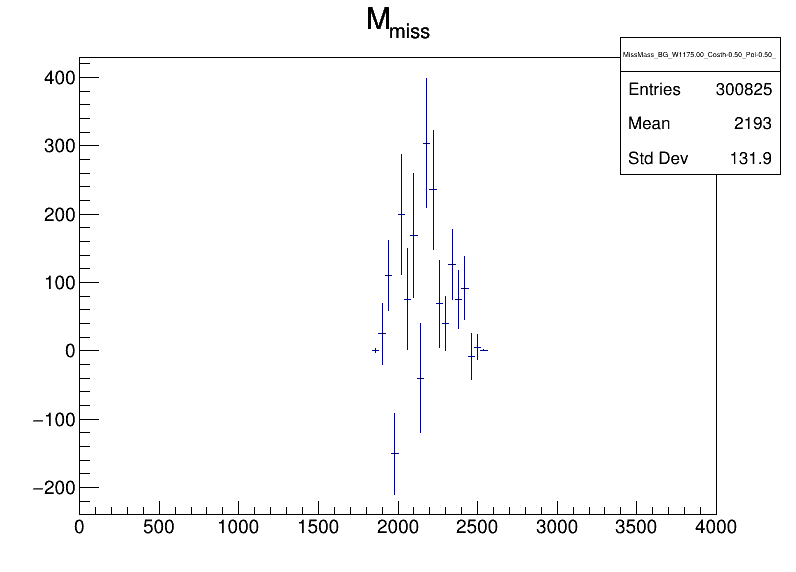 M_miss
MissMass_BG_W1175.00_Costh-0.50_Pol-0.50_
Entries 300825
Mean 2193
Std Dev 131.9
400
300
200
100
0
−100
−200
0 500 1000 1500 2000 2500 3000 3500 4000